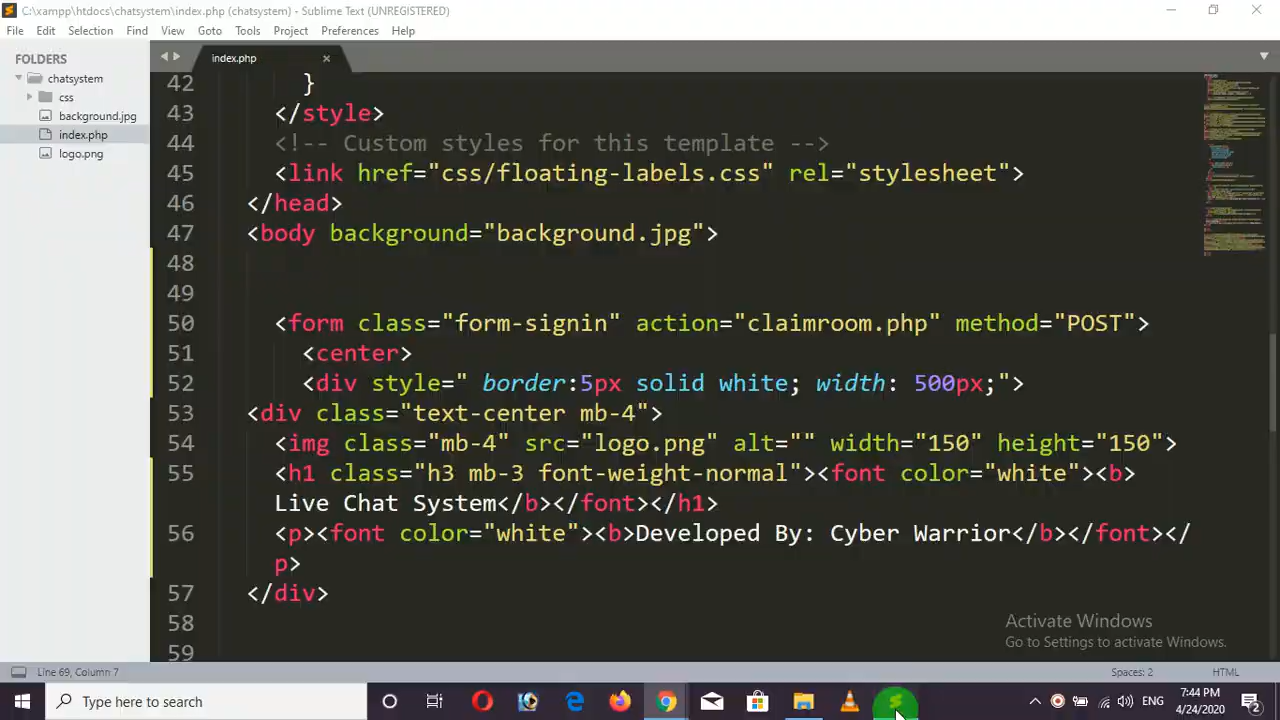 C:\xampp\htdocs\chatsystem\index.php (chatsystem) - Sublime Text (UNREGISTERED)
File Edit Selection Find View Goto Tools Project Preferences Help
FOLDERS
chatsystem
css
background.jpg
index.php
logo.png
index.php
42 }
43 </style>
44 <!-- Custom styles for this template -->
45 <link href="css/floating-labels.css" rel="stylesheet">
46 </head>
47 <body background="background.jpg">
48
49
50 <form class="form-signin" action="claimroom.php" method="POST">
51 <center>
52 <div style=" border:5px solid white; width: 500px;">
53 <div class="text-center mb-4">
54 <img class="mb-4" src="logo.png" alt="" width="150" height="150">
55 <h1 class="h3 mb-3 font-weight-normal"><font color="white"><b>
Live Chat System</b></font></h1>
56 <p><font color="white"><b>Developed By: Cyber Warrior</b></font></
p>
57 </div>
58
59
Activate Windows
Go to Settings to activate Windows.
Line 69, Column 7
Spaces: 2
HTML
Type here to search
ENG
7:44 PM
4/24/2020
2